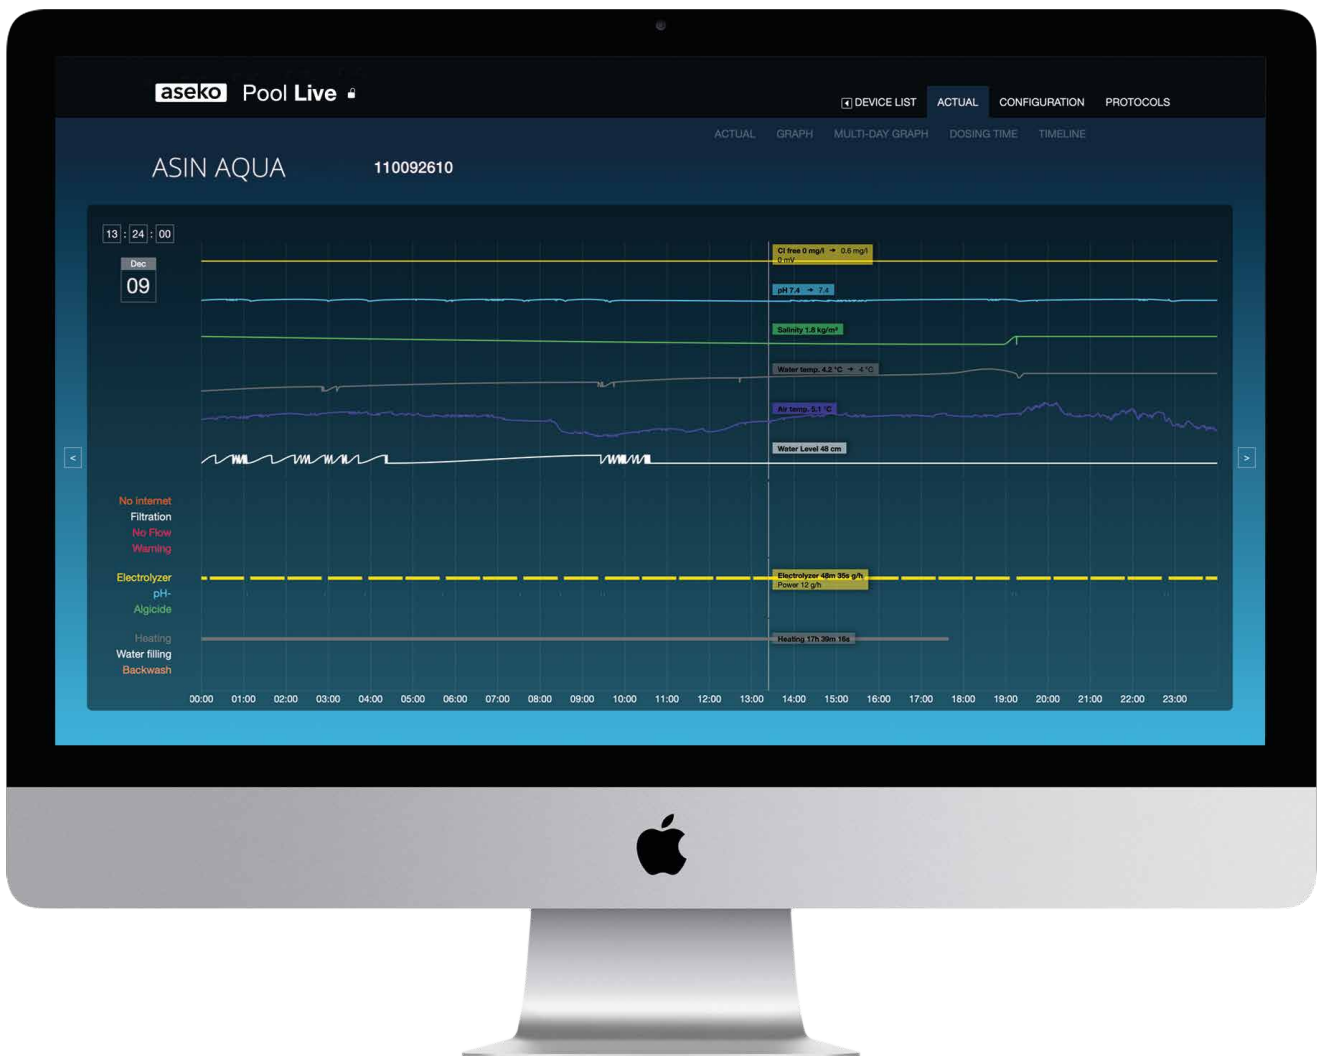 aseko Pool Live
DEVICE LIST ACTUAL CONFIGURATION PROTOCOLS
ACTUAL GRAPH MULTI-DAY GRAPH DOSING TIME TIMELINE
ASIN AQUA 110092610
13 : 24 : 00
Dec
09
Cl free 0 mg/l ➔ 0.6 mg/l
0 mV
pH 7.4 ➔ 7.4
Salinity 1.8 kg/m³
Water temp. 4.2 °C ➔ 4 °C
Air temp. 5.1 °C
Water Level 48 cm
< >
No internet
Filtration
No Flow
Warning
Electrolyzer
pH-
Algicide
Electrolyzer 48m 35s g/h
Power 12 g/h
Heating
Water filling
Backwash
Heating 17h 39m 16s
00:00 01:00 02:00 03:00 04:00 05:00 06:00 07:00 08:00 09:00 10:00 11:00 12:00 13:00 14:00 15:00 16:00 17:00 18:00 19:00 20:00 21:00 22:00 23:00